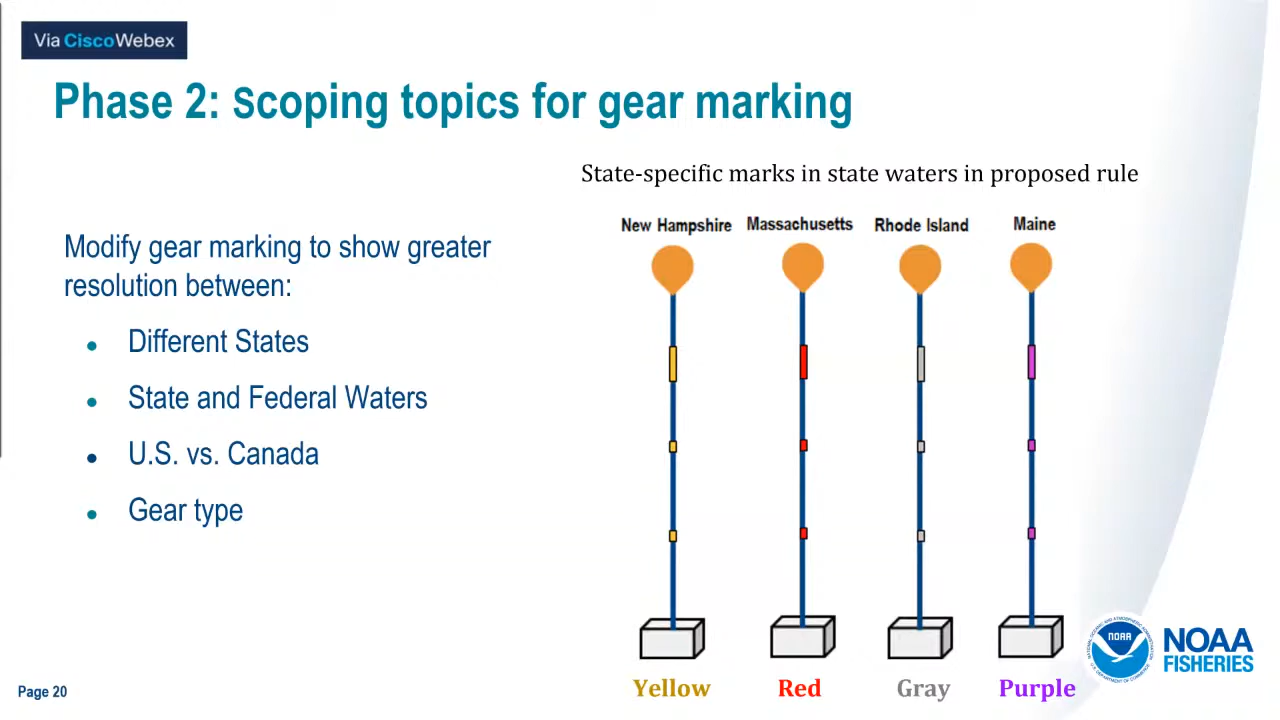 Via CiscoWebex
Phase 2: Scoping topics for gear marking
State-specific marks in state waters in proposed rule
Modify gear marking to show greater
resolution between:
Different States
State and Federal Waters
U.S. vs. Canada
Gear type
New Hampshire
Massachusetts
Rhode Island
Maine
Yellow
Red
Gray
Purple
NOAA
NOAA
FISHERIES
Page 20